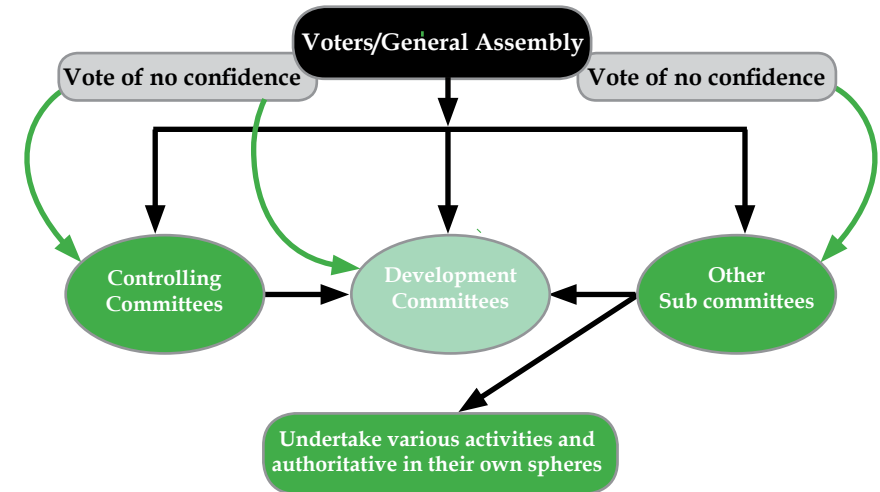 Voters/General Assembly
Vote of no confidence
Vote of no confidence
Controlling
Committees
Development
Committees
Other
Sub committees
Undertake various activities and
authoritative in their own spheres